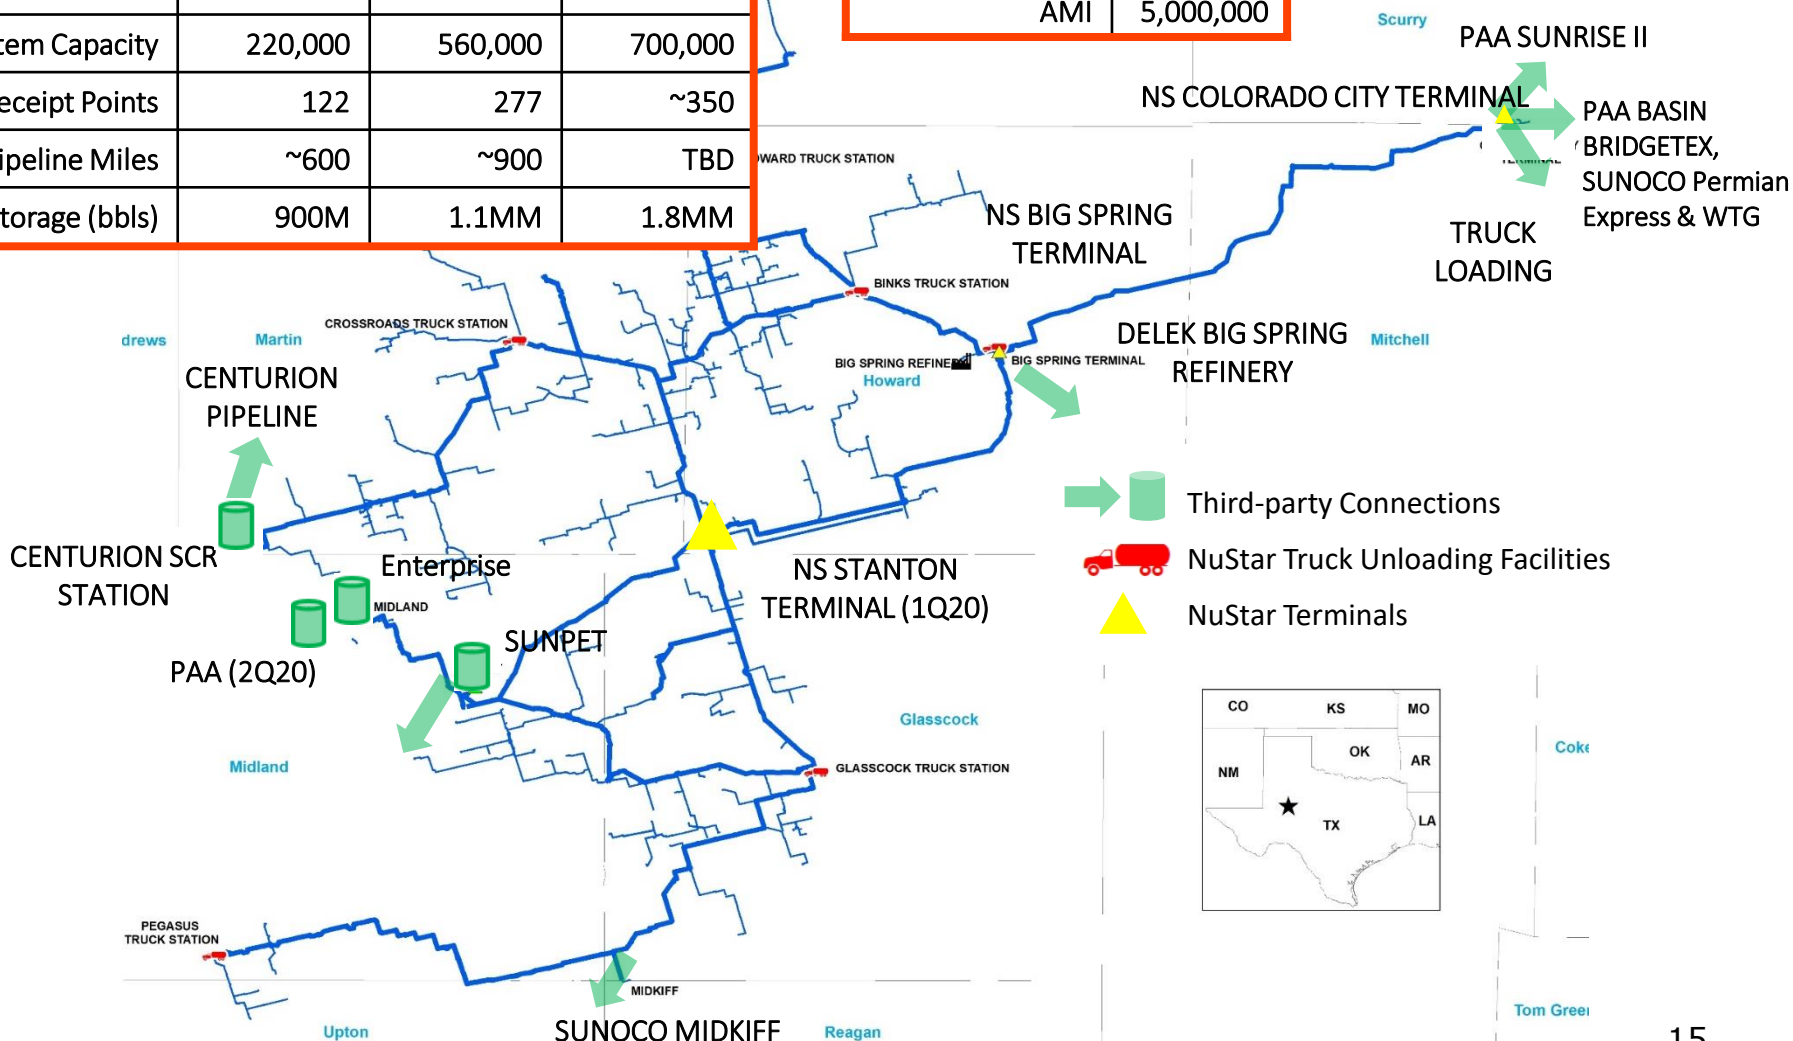 AMI 5,000,000
tem Capacity 220,000 560,000 700,000
eceipt Points 122 277 ~350
ipeline Miles ~600 ~900 TBD
torage (bbls) 900M 1.1MM 1.8MM
Scurry
PAA SUNRISE II
NS COLORADO CITY TERMINAL
PAA BASIN
BRIDGETEX,
SUNOCO Permian
Express & WTG
TERMINAL
TRUCK
LOADING
OWARD TRUCK STATION
NS BIG SPRING
TERMINAL
BINKS TRUCK STATION
CROSSROADS TRUCK STATION
drews
Martin
DELEK BIG SPRING
REFINERY
Mitchell
BIG SPRING REFINE
BIG SPRING TERMINAL
Howard
CENTURION
PIPELINE
CENTURION SCR
STATION
Enterprise
MIDLAND
PAA (2Q20)
SUNPET
NS STANTON
TERMINAL (1Q20)
Third-party Connections
NuStar Truck Unloading Facilities
NuStar Terminals
Glasscock
Midland
GLASSCOCK TRUCK STATION
CO KS MO
OK AR
NM
TX LA
Coke
PEGASUS
TRUCK STATION
MIDKIFF
SUNOCO MIDKIFF
Upton
Reagan
Tom Green
15